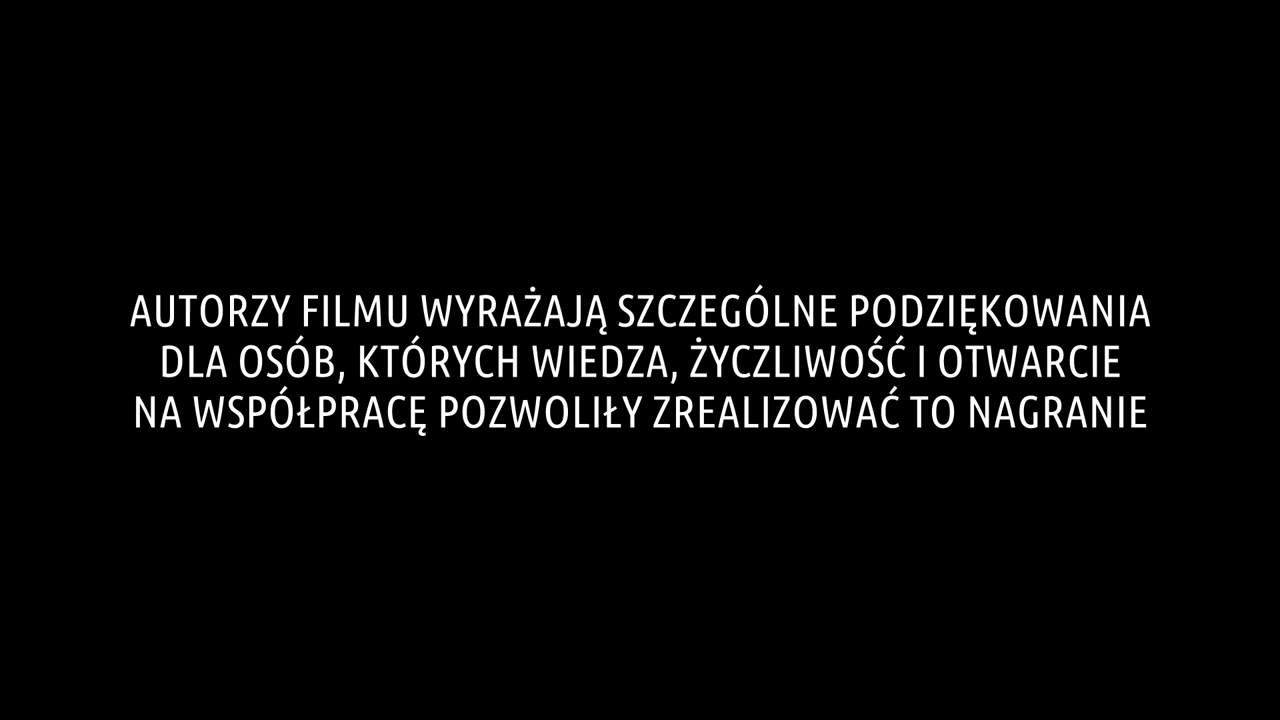 AUTORZY FILMU WYRAŻAJĄ SZCZEGÓLNE PODZIĘKOWANIA
DLA OSÓB, KTÓRYCH WIEDZA, ŻYCZLIWOŚĆ I OTWARCIE
NA WSPÓŁPRACĘ POZWOLIŁY ZREALIZOWAĆ TO NAGRANIE